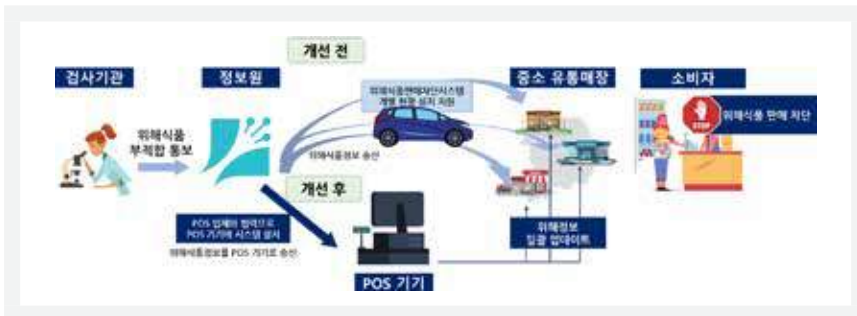 개선 전
검사기관
정보원
중소 유통매장
소비자
위해식품판매차단시스템
개별 현장 설치 지원
위해식품 판매 차단
STOP
위해식품
부적합 통보
위해식품정보 송신
개선 후
POS 업체와 협력으로
POS 기기에 시스템 설치
위해식품정보를 POS 기기로 송신
위해정보
일괄 업데이트
POS 기기